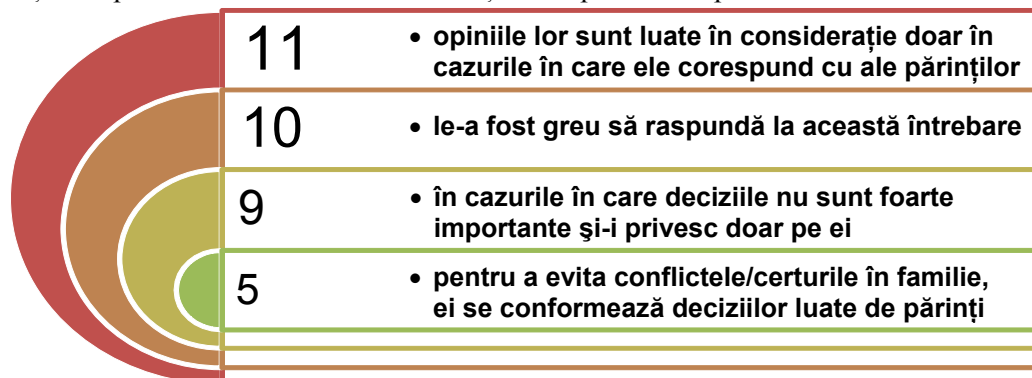 11
• opiniile lor sunt luate în considerație doar în
cazurile în care ele corespund cu ale părinților
10
• le-a fost greu să raspundă la această întrebare
9
• în cazurile în care deciziile nu sunt foarte
importante şi-i privesc doar pe ei
5
• pentru a evita conflictele/certurile în familie,
ei se conformează deciziilor luate de părinți